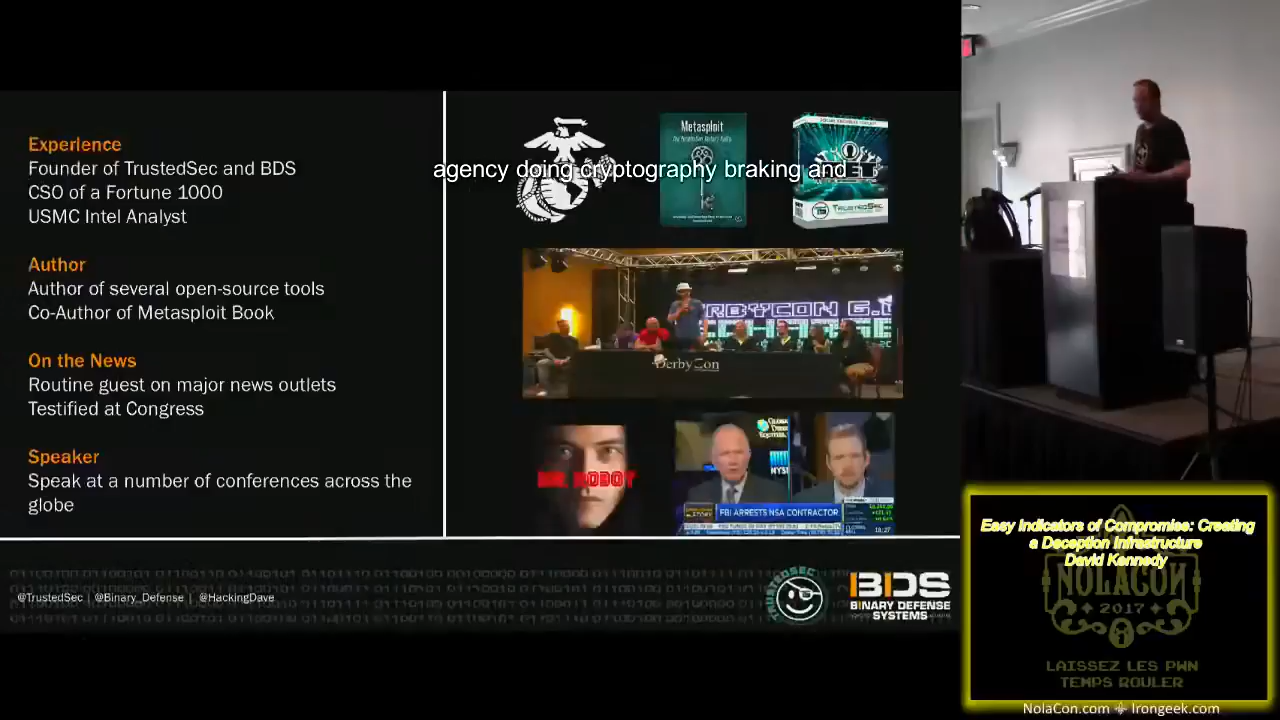 Experience
Founder of TrustedSec and BDS
CSO of a Fortune 1000
USMC Intel Analyst
Author
Author of several open-source tools
Co-Author of Metasploit Book
On the News
Routine guest on major news outlets
Testified at Congress
Speaker
Speak at a number of conferences across the
globe
Metasploit
agency doing cryptography braking and
TRUSTEDSEC
DerbyCon
MR. ROBOT
FBI ARRESTS NSA CONTRACTOR
@TrustedSec | @Binary_Defense | @HackingDave
TRUSTEDSEC
BDS
BINARY DEFENSE
SYSTEMS
Easy Indicators of Compromise: Creating
a Deception Infrastructure
David Kennedy
NOLACON
2017
LAISSEZ LES PWN
TEMPS ROULER
NolaCon.com Irongeek.com